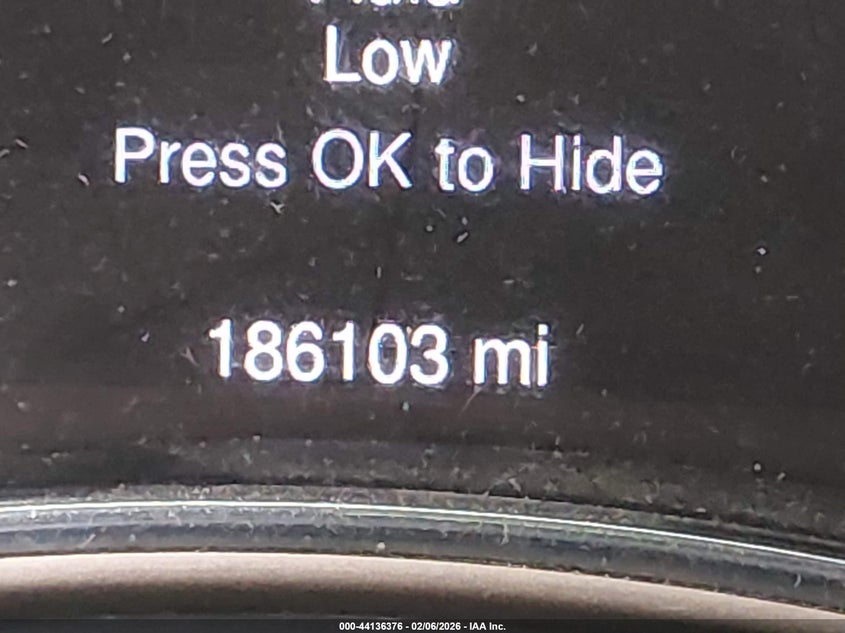 Low
Press OK to Hide
186103 mi
000-44136376 - 02/06/2026 - IAA Inc.